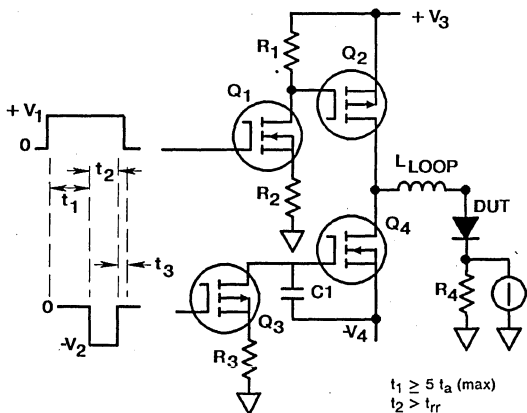 + V3
R1
Q2
Q1
+ V1
0
t2
LLOOP
t1
R2
DUT
Q4
t3
0
C1
R4
-V2
Q3
-V4
R3
t1 ≥ 5 ta (max)
t2 > trr